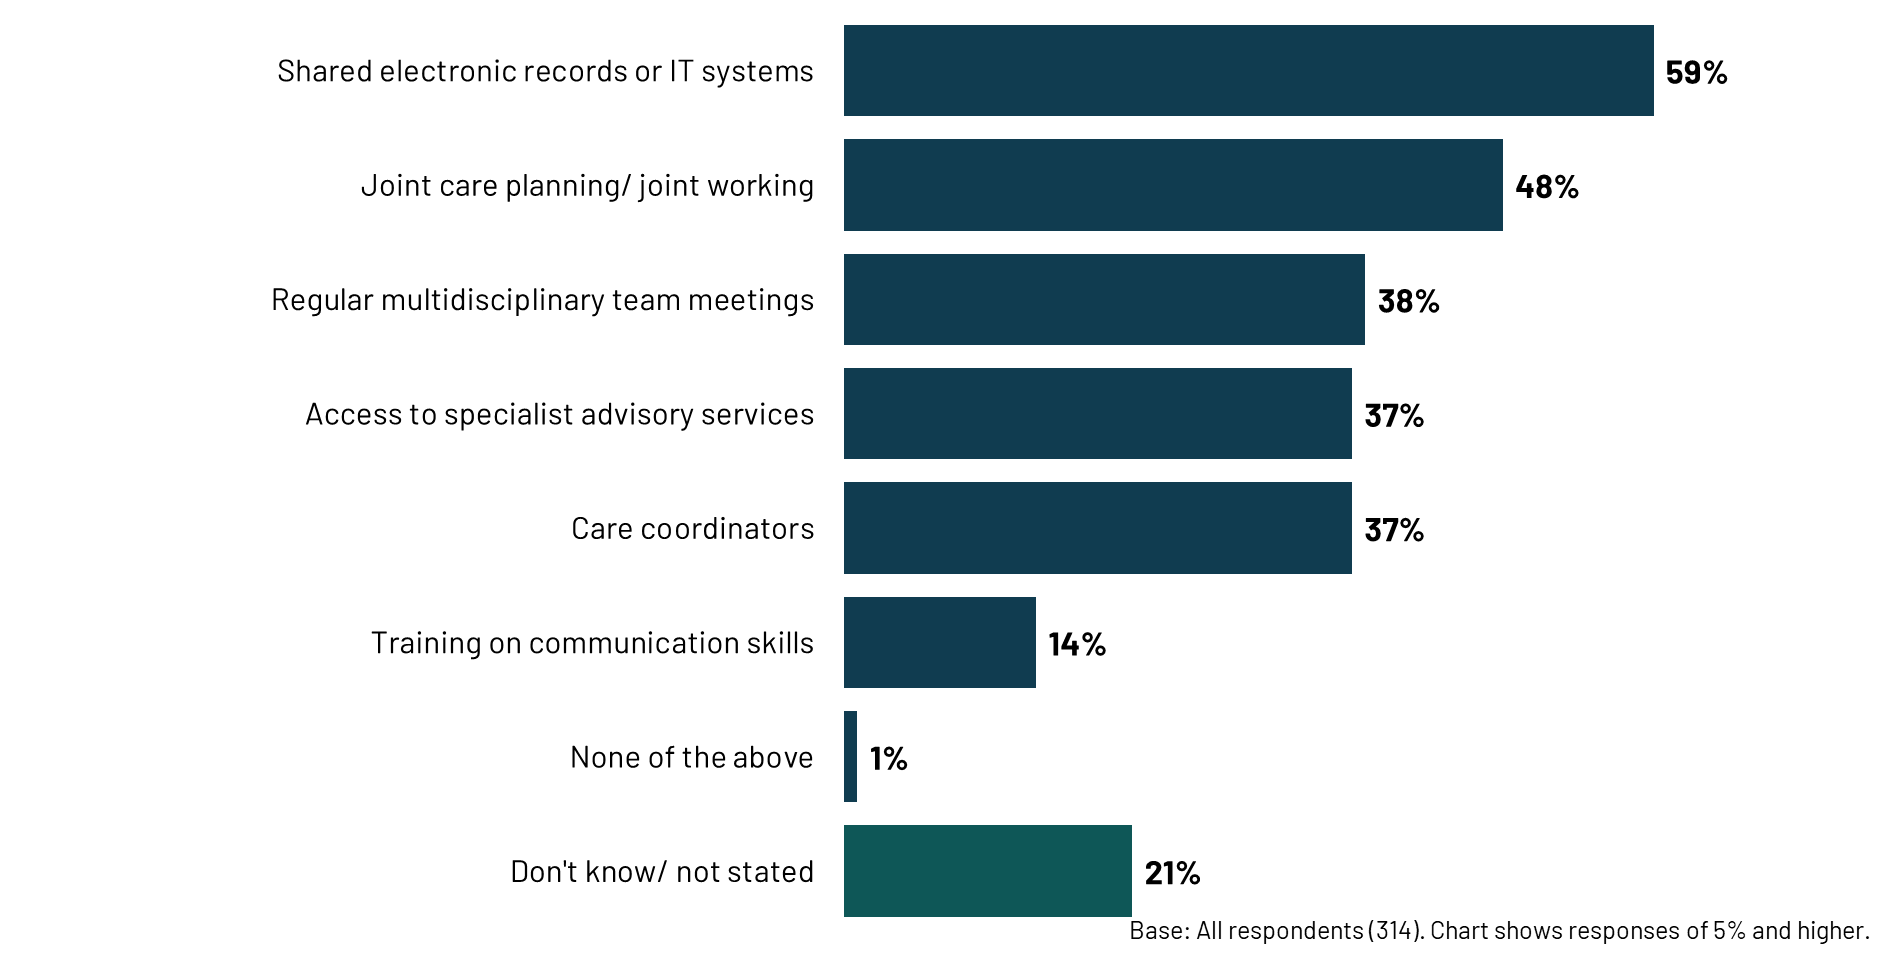 Shared electronic records or IT systems 59%
Joint care planning/ joint working 48%
Regular multidisciplinary team meetings 38%
Access to specialist advisory services 37%
Care coordinators 37%
Training on communication skills 14%
None of the above 1%
Don't know/ not stated 21%
Base: All respondents (314). Chart shows responses of 5% and higher.